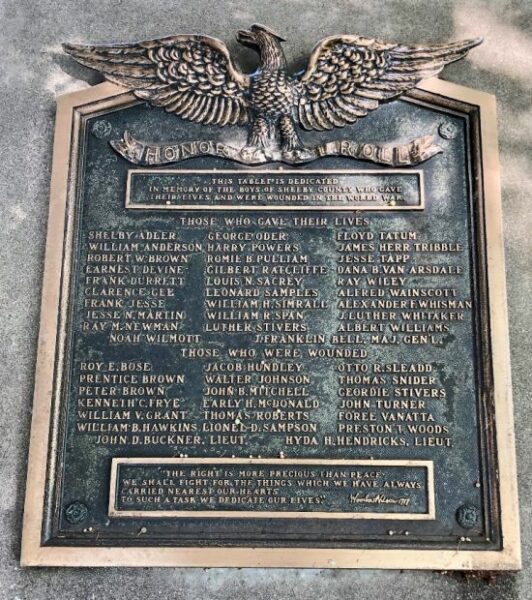 HONOR ROLL
THIS TABLET IS DEDICATED
IN MEMORY OF THE BOYS OF SHELBY COUNTY WHO GAVE
THEIR LIVES AND WERE WOUNDED IN THE WORLD WAR
THOSE WHO GAVE THEIR LIVES
SHELBY ADLER GEORGE ODER FLOYD TATUM
WILLIAM ANDERSON HARRY POWERS JAMES HERR TRIBBLE
ROBERT W. BROWN ROMIE B. PULLIAM JESSE TAPP
EARNEST DEVINE GILBERT RATCLIFFE DANA B. VAN ARSDALE
FRANK DURRETT LOUIS N. SACREY RAY WILEY
CLARENCE GEE LEONARD SAMPLES ALFRED WAINSCOTT
FRANK JESSE WILLIAM H. SIMRALL ALEXANDER F. WHISMAN
JESSE N. MARTIN WILLIAM R. SPAN J. LUTHER WHITAKER
RAY M. NEWMAN LUTHER STIVERS ALBERT WILLIAMS
NOAH WILMOTT J. FRANKLIN BELL, MAJ. GEN'L.
THOSE WHO WERE WOUNDED
ROY E. BOSE JACOB HUNDLEY OTTO R. SLEADD
PRENTICE BROWN WALTER JOHNSON THOMAS SNIDER
PETER BROWN JOHN B. MITCHELL GEORDIE STIVERS
KENNETH C. FRYE EARLY H. McDONALD JOHN TURNER
WILLIAM V. GRANT THOMAS ROBERTS FOREE VANATTA
WILLIAM B. HAWKINS LIONEL D. SAMPSON PRESTON T. WOODS
JOHN D. BUCKNER, LIEUT. HYDA H. HENDRICKS, LIEUT.
"THE RIGHT IS MORE PRECIOUS THAN PEACE
WE SHALL FIGHT FOR THE THINGS WHICH WE HAVE ALWAYS
CARRIED NEAREST OUR HEARTS
TO SUCH A TASK WE DEDICATE OUR LIVES." Woodrow Wilson 1917